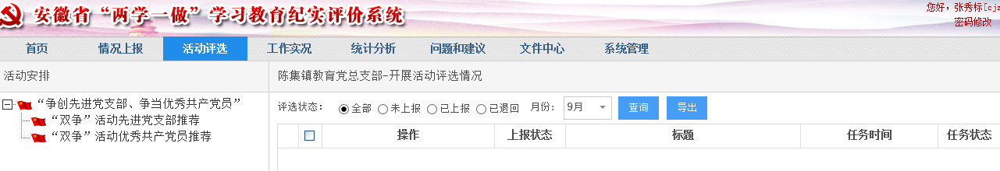 安徽省“两学一做”学习教育纪实评价系统
您好，张秀标[cjz
密码修改
首页 情况上报 活动评选 工作实况 统计分析 问题和建议 文件中心 系统管理
活动安排
陈集镇教育党总支部-开展活动评选情况
“争创先进党支部、争当优秀共产党员”
“双争”活动先进党支部推荐
“双争”活动优秀共产党员推荐
评选状态： 全部 未上报 已上报 已退回 月份： 9月 查询 导出
操作 上报状态 标题 任务时间 任务状态